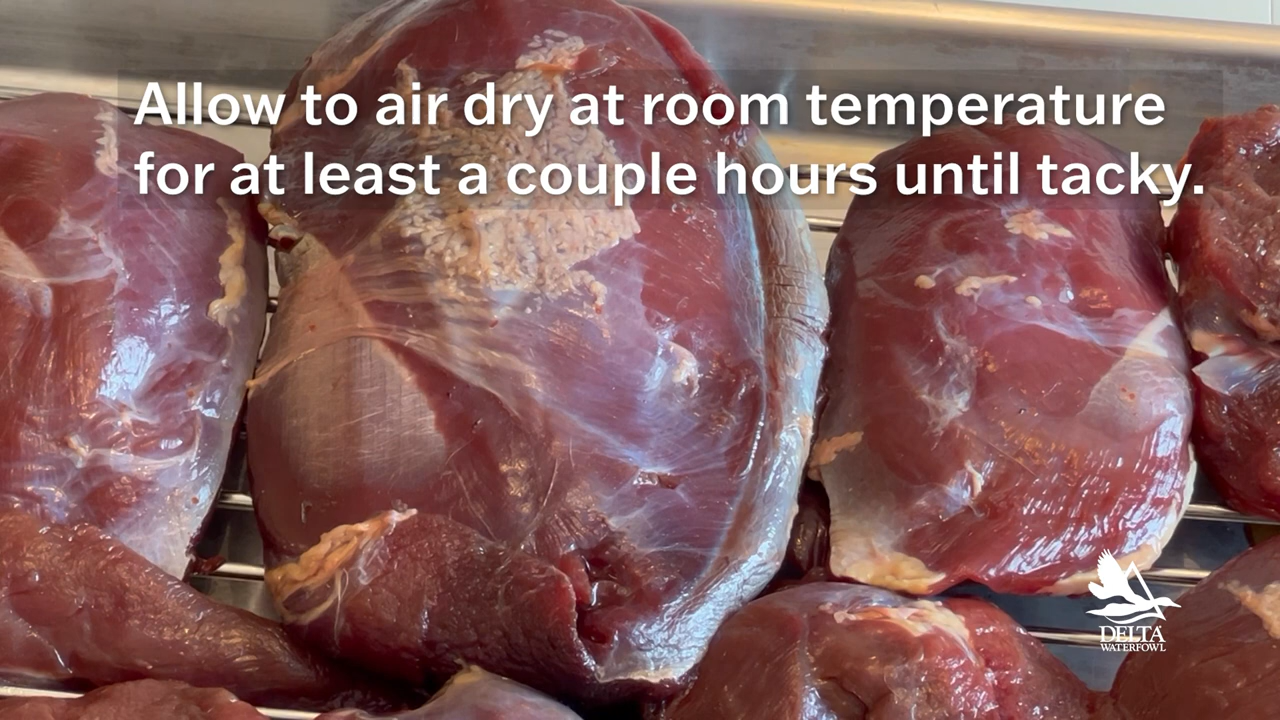 Allow to air dry at room temperature
for at least a couple hours until tacky.
DELTA
WATERFOWL